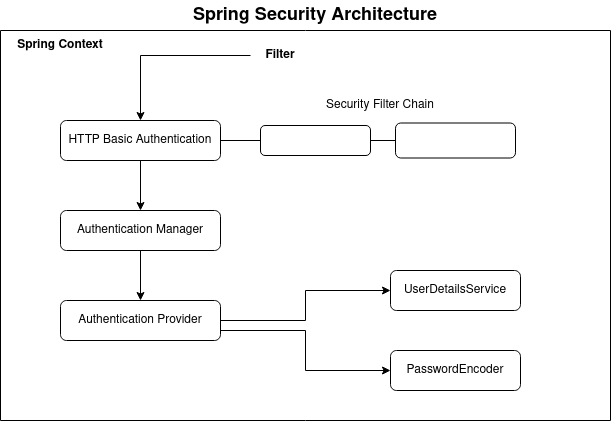 Spring Security Architecture
Spring Context
Filter
Security Filter Chain
HTTP Basic Authentication
Authentication Manager
UserDetailsService
Authentication Provider
PasswordEncoder